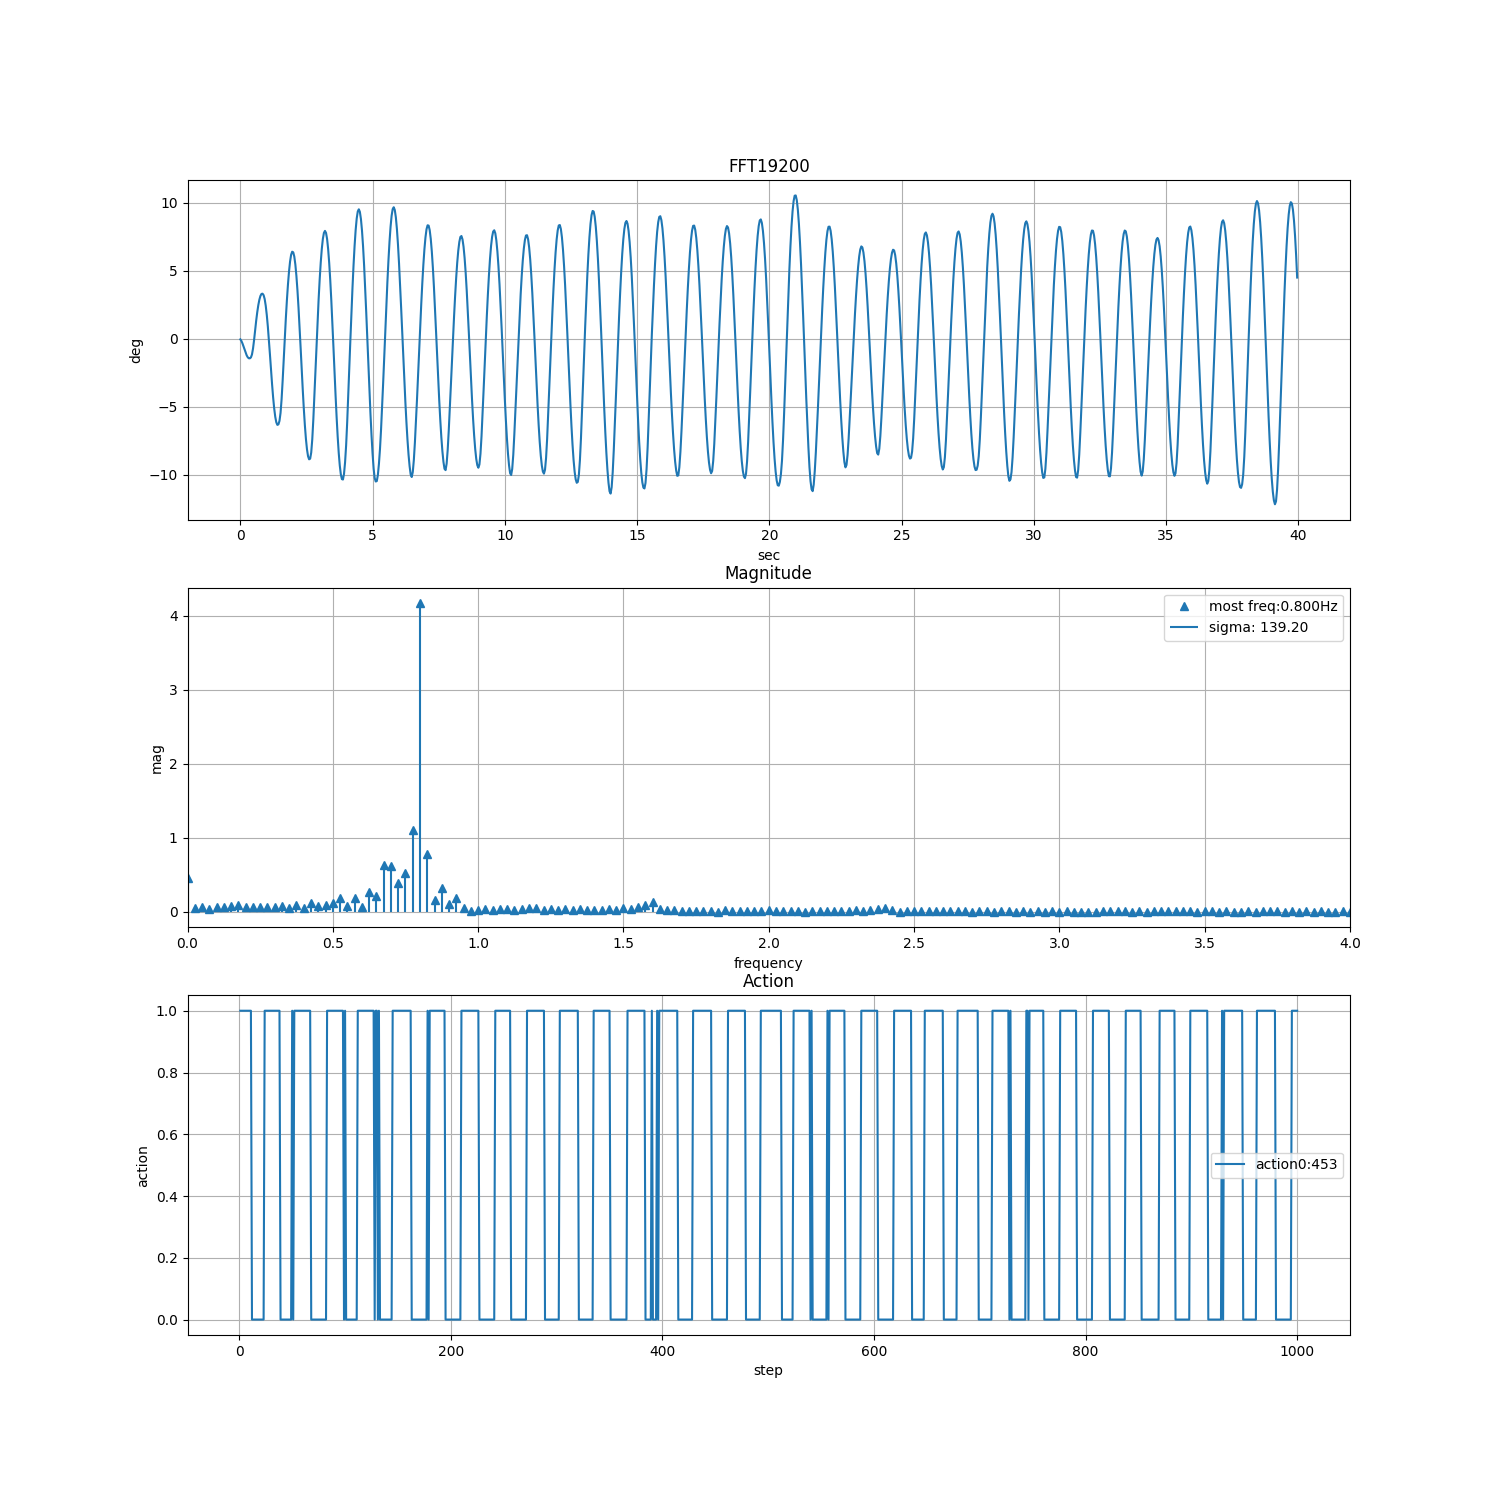 FFT19200
10
5
0
−5
−10
deg
0 5 10 15 20 25 30 35 40
sec
Magnitude
4
3
2
1
0
mag
most freq:0.800Hz
sigma: 139.20
0.0 0.5 1.0 1.5 2.0 2.5 3.0 3.5 4.0
frequency
Action
1.0
0.8
0.6
0.4
0.2
0.0
action
action0:453
0 200 400 600 800 1000
step